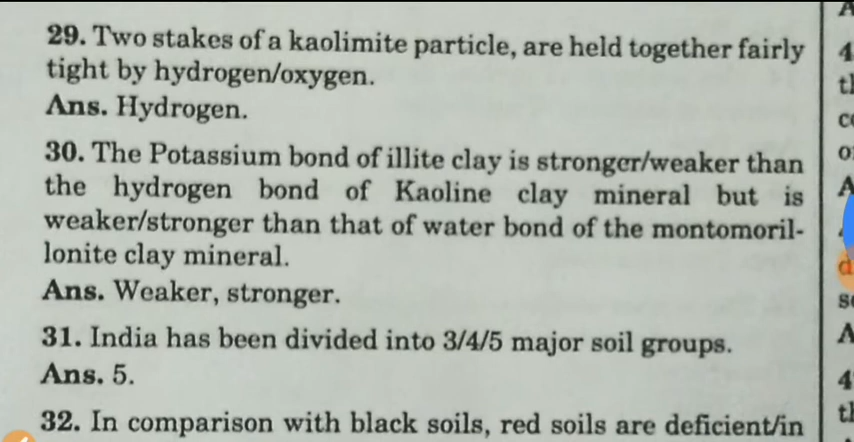 29. Two stakes of a kaolimite particle, are held together fairly
tight by hydrogen/oxygen.
Ans. Hydrogen.
30. The Potassium bond of illite clay is stronger/weaker than
the hydrogen bond of Kaoline clay mineral but is
weaker/stronger than that of water bond of the montomoril-
lonite clay mineral.
Ans. Weaker, stronger.
31. India has been divided into 3/4/5 major soil groups.
Ans. 5.
32. In comparison with black soils, red soils are deficient/in